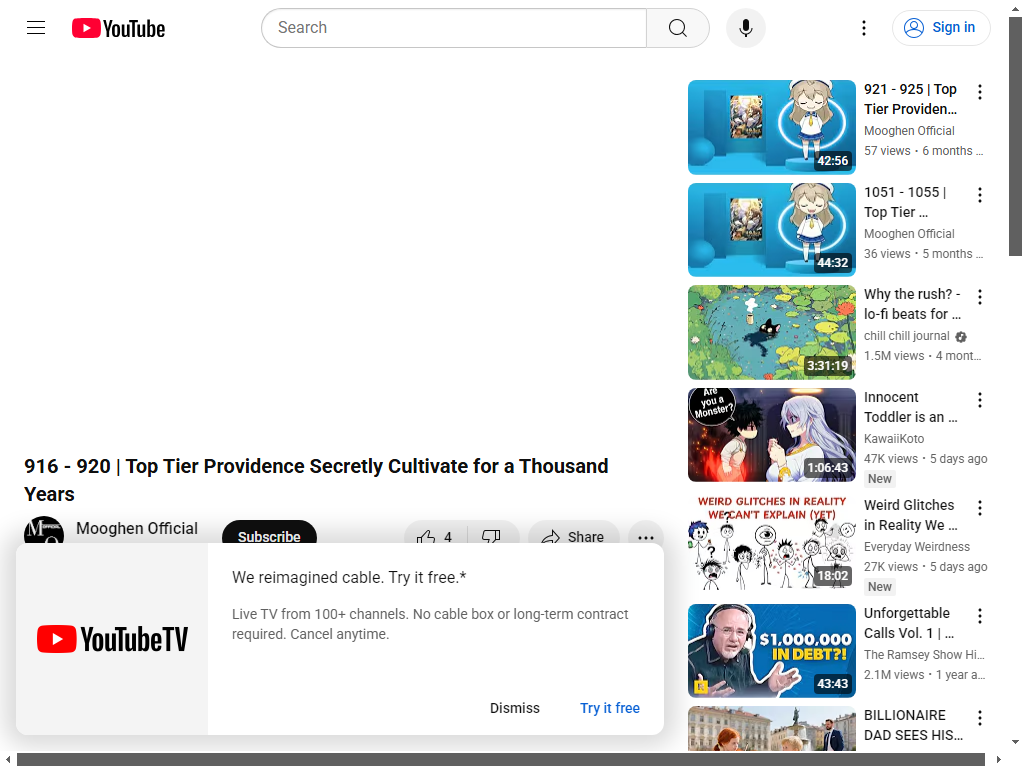 YouTube
Search
Sign in
916 - 920 | Top Tier Providence Secretly Cultivate for a Thousand
Years
Mooghen Official
Subscribe
4
Share
YouTubeTV
We reimagined cable. Try it free.*
Live TV from 100+ channels. No cable box or long-term contract
required. Cancel anytime.
Dismiss
Try it free
42:56
921 - 925 | Top
Tier Providen...
Mooghen Official
57 views • 6 months ...
44:32
1051 - 1055 |
Top Tier ...
Mooghen Official
36 views • 5 months ...
3:31:19
Why the rush? -
lo-fi beats for ...
chill chill journal
1.5M views • 4 mont...
Are
you a
Monster?
1:06:43
Innocent
Toddler is an ...
KawaiiKoto
47K views • 5 days ago
New
WEIRD GLITCHES IN REALITY
WE CAN'T EXPLAIN (YET)
18:02
Weird Glitches
in Reality We ...
Everyday Weirdness
27K views • 5 days ago
New
$1,000,000
IN DEBT?!
43:43
Unforgettable
Calls Vol. 1 | ...
The Ramsey Show Hi...
2.1M views • 1 year a...
BILLIONAIRE
DAD SEES HIS...